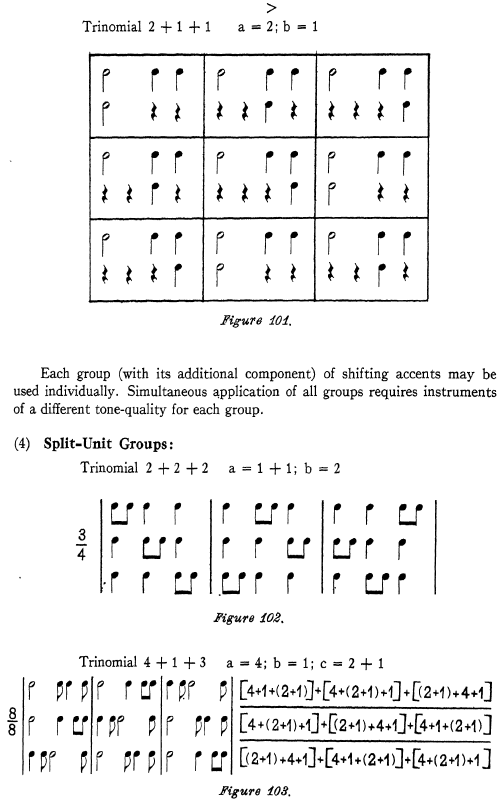 >
Trinomial 2 + 1 + 1 a = 2; b = 1
Figure 101.
Each group (with its additional component) of shifting accents may be
used individually. Simultaneous application of all groups requires instruments
of a different tone-quality for each group.
(4) Split-Unit Groups:
Trinomial 2 + 2 + 2 a = 1 + 1; b = 2
3
4
Figure 102.
Trinomial 4 + 1 + 3 a = 4; b = 1; c = 2 + 1
8
8
[4+1+(2+1)]+[4+(2+1)+1]+[(2+1)+4+1]
[4+(2+1)+1]+[(2+1)+4+1]+[4+1+(2+1)]
[(2+1)+4+1]+[4+1+(2+1)]+[4+(2+1)+1]
Figure 103.